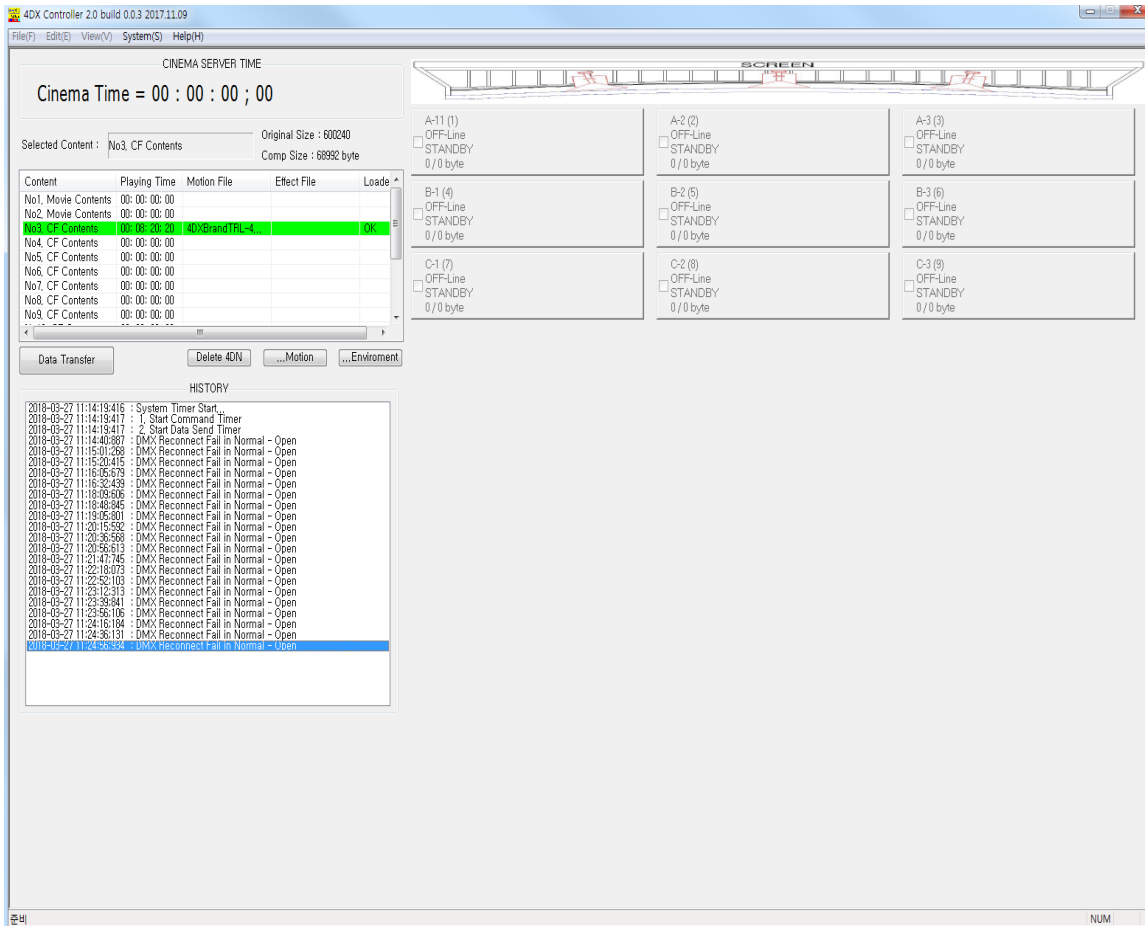 4DX Controller 2.0 build 0.0.3 2017.11.09
File(F) Edit(E) View(V) System(S) Help(H)
CINEMA SERVER TIME
Cinema Time = 00 : 00 : 00 ; 00
Selected Content : No3, CF Contents
Original Size : 600240
Comp Size : 68992 byte
Content Playing Time Motion File Effect File Loade
No1, Movie Contents 00: 00: 00; 00
No2, Movie Contents 00: 00: 00; 00
No3, CF Contents 00: 08: 20; 20 4DXBrandTRL-4... OK
No4, CF Contents 00: 00: 00; 00
No5, CF Contents 00: 00: 00; 00
No6, CF Contents 00: 00: 00; 00
No7, CF Contents 00: 00: 00; 00
No8, CF Contents 00: 00: 00; 00
No9, CF Contents 00: 00: 00; 00
Data Transfer Delete 4DN ...Motion ...Enviroment
HISTORY
2018-03-27 11:14:19;416 : System Timer Start...
2018-03-27 11:14:19;417 : 1. Start Command Timer
2018-03-27 11:14:19;417 : 2. Start Data Send Timer
2018-03-27 11:14:40;887 : DMX Reconnect Fail in Normal - Open
2018-03-27 11:15:01;268 : DMX Reconnect Fail in Normal - Open
2018-03-27 11:15:20;415 : DMX Reconnect Fail in Normal - Open
2018-03-27 11:16:05;679 : DMX Reconnect Fail in Normal - Open
2018-03-27 11:16:32;439 : DMX Reconnect Fail in Normal - Open
2018-03-27 11:18:09;606 : DMX Reconnect Fail in Normal - Open
2018-03-27 11:18:48;845 : DMX Reconnect Fail in Normal - Open
2018-03-27 11:19:05;801 : DMX Reconnect Fail in Normal - Open
2018-03-27 11:20:15;592 : DMX Reconnect Fail in Normal - Open
2018-03-27 11:20:36;568 : DMX Reconnect Fail in Normal - Open
2018-03-27 11:20:56;613 : DMX Reconnect Fail in Normal - Open
2018-03-27 11:21:47;745 : DMX Reconnect Fail in Normal - Open
2018-03-27 11:22:18;073 : DMX Reconnect Fail in Normal - Open
2018-03-27 11:22:52;103 : DMX Reconnect Fail in Normal - Open
2018-03-27 11:23:12;313 : DMX Reconnect Fail in Normal - Open
2018-03-27 11:23:39;841 : DMX Reconnect Fail in Normal - Open
2018-03-27 11:23:56;106 : DMX Reconnect Fail in Normal - Open
2018-03-27 11:24:16;184 : DMX Reconnect Fail in Normal - Open
2018-03-27 11:24:36;131 : DMX Reconnect Fail in Normal - Open
2018-03-27 11:24:56;934 : DMX Reconnect Fail in Normal - Open
SCREEN
A-11 (1)
OFF-Line
STANDBY
0 / 0 byte
A-2 (2)
OFF-Line
STANDBY
0 / 0 byte
A-3 (3)
OFF-Line
STANDBY
0 / 0 byte
B-1 (4)
OFF-Line
STANDBY
0 / 0 byte
B-2 (5)
OFF-Line
STANDBY
0 / 0 byte
B-3 (6)
OFF-Line
STANDBY
0 / 0 byte
C-1 (7)
OFF-Line
STANDBY
0 / 0 byte
C-2 (8)
OFF-Line
STANDBY
0 / 0 byte
C-3 (9)
OFF-Line
STANDBY
0 / 0 byte
준비 NUM